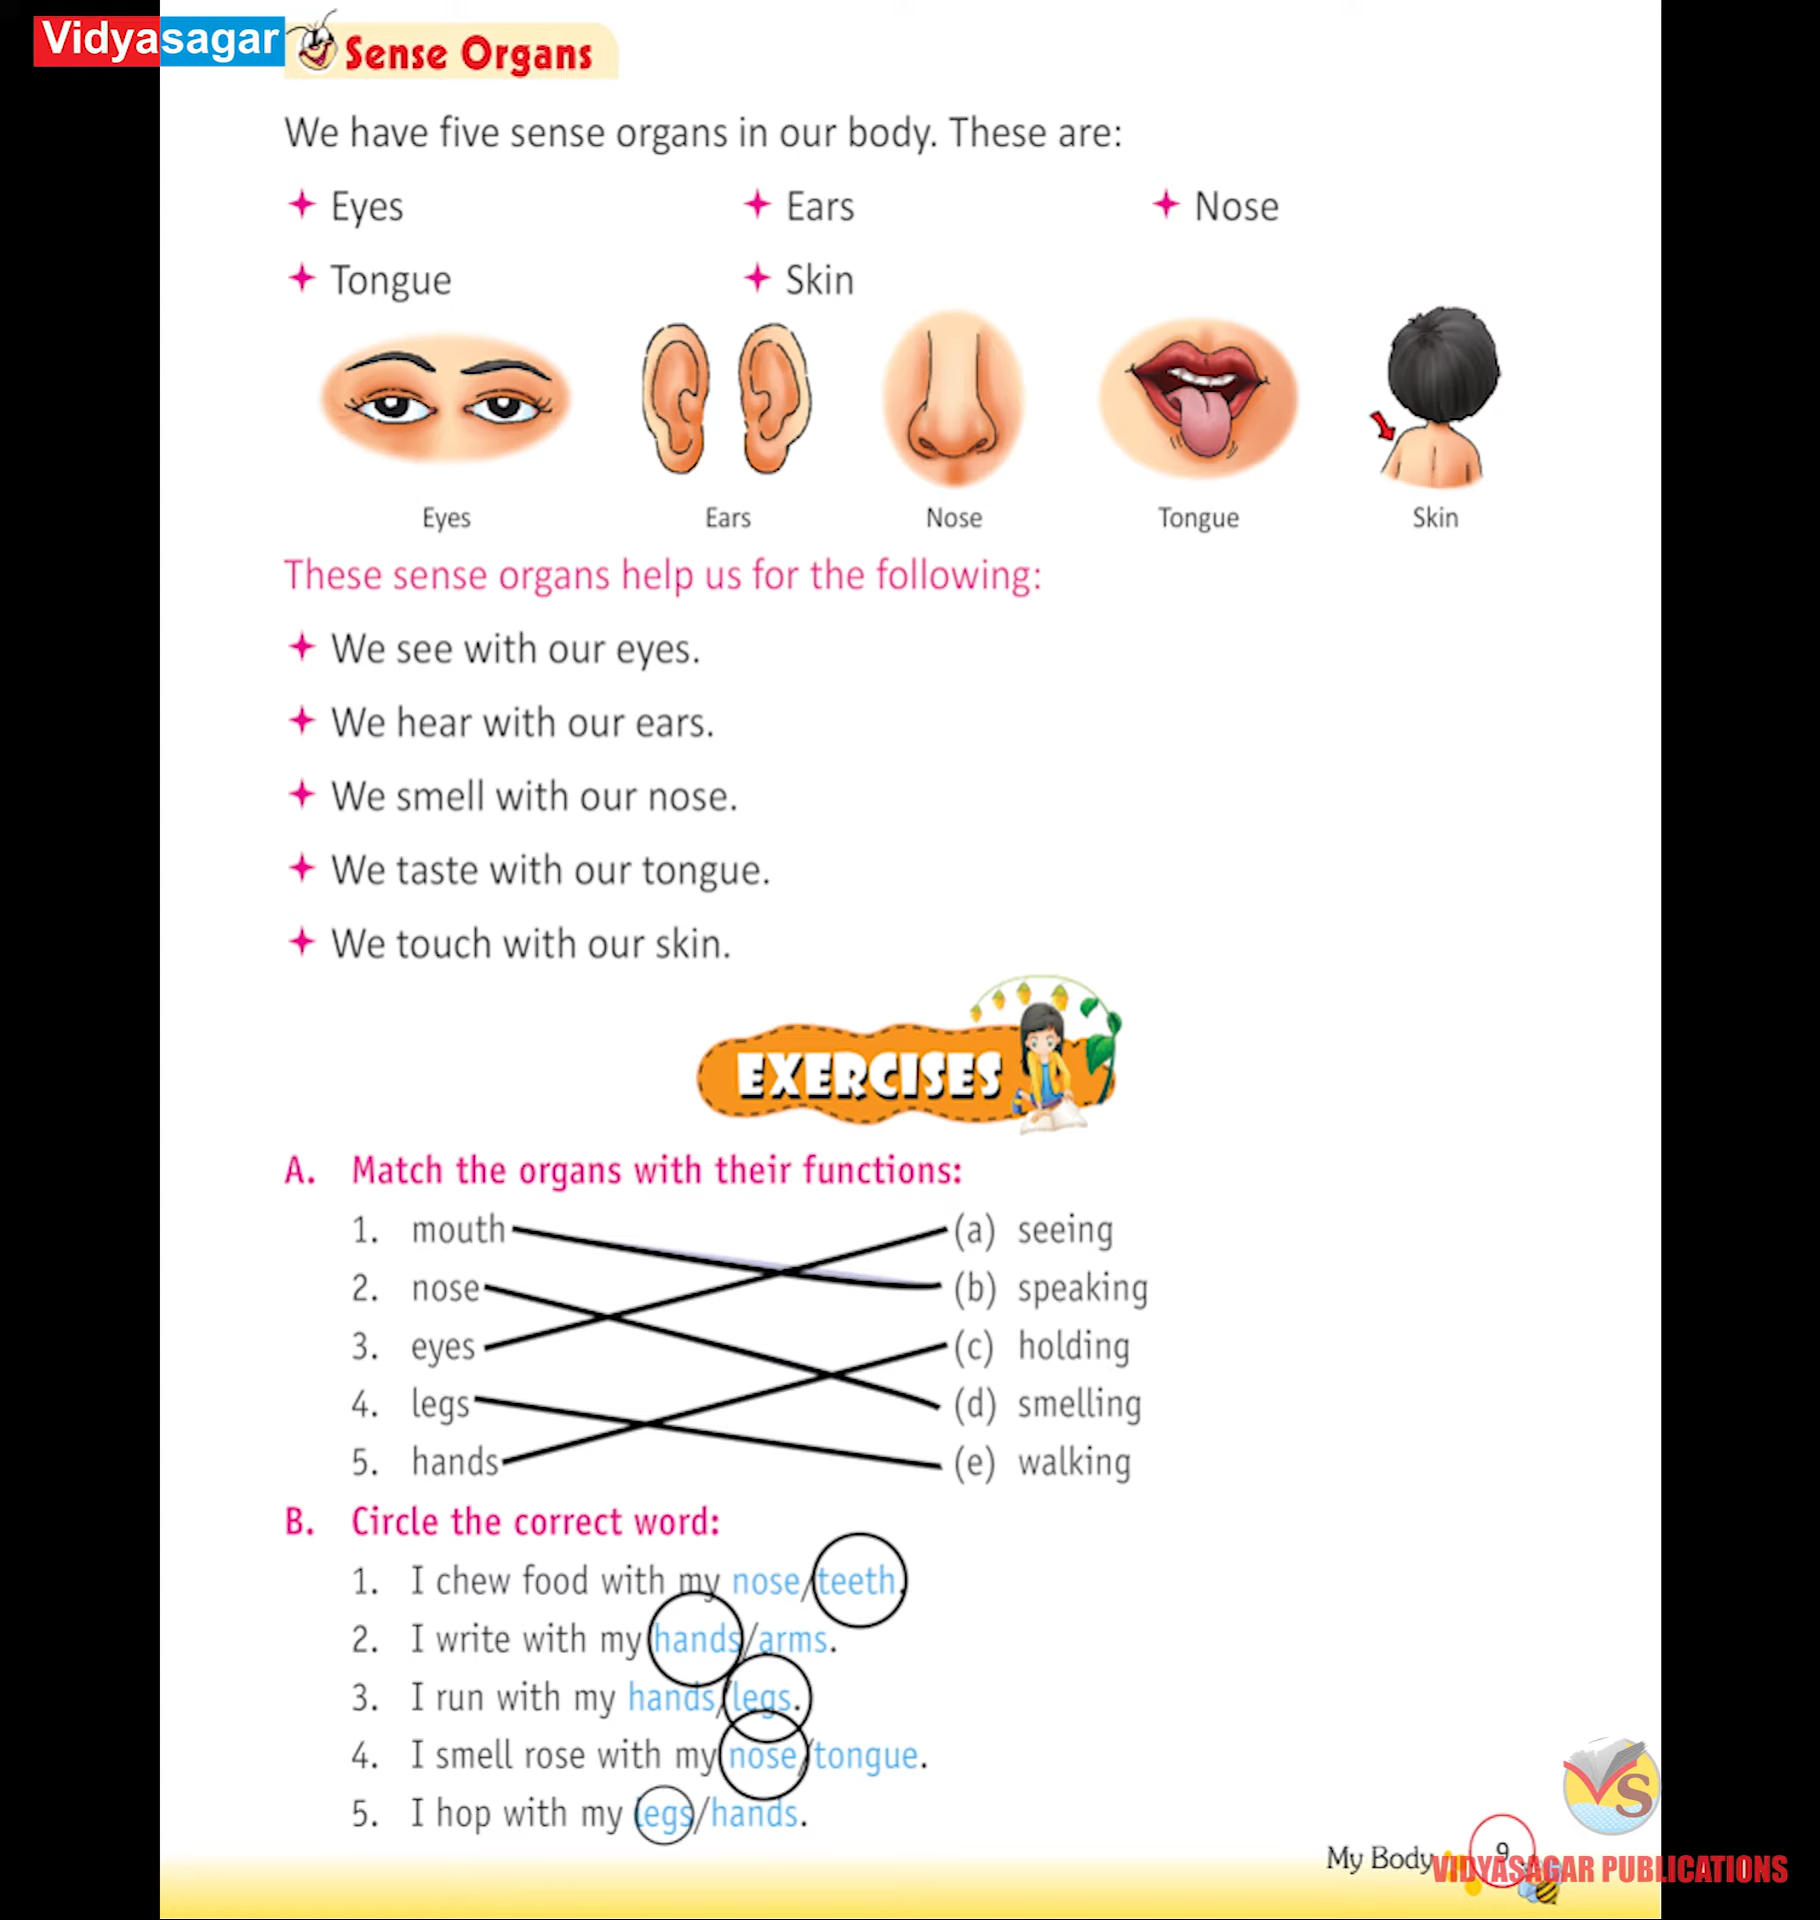 Vidyasagar
Sense Organs
We have five sense organs in our body. These are:
Eyes Ears Nose
Tongue Skin
Eyes Ears Nose Tongue Skin
These sense organs help us for the following:
We see with our eyes.
We hear with our ears.
We smell with our nose.
We taste with our tongue.
We touch with our skin.
EXERCISES
A. Match the organs with their functions:
1. mouth (a) seeing
2. nose (b) speaking
3. eyes (c) holding
4. legs (d) smelling
5. hands (e) walking
B. Circle the correct word:
1. I chew food with my nose/teeth.
2. I write with my hands/arms.
3. I run with my hands/legs.
4. I smell rose with my nose/tongue.
5. I hop with my legs/hands.
VS
My Body 9
VIDYASAGAR PUBLICATIONS